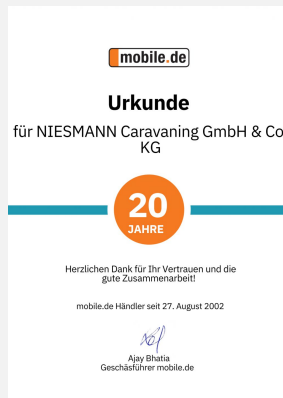 mobile.de
Urkunde
für NIESMANN Caravaning GmbH & Co
KG
20
JAHRE
Herzlichen Dank für Ihr Vertrauen und die
gute Zusammenarbeit!
mobile.de Händler seit 27. August 2002
Ajay Bhatia
Geschäsführer mobile.de